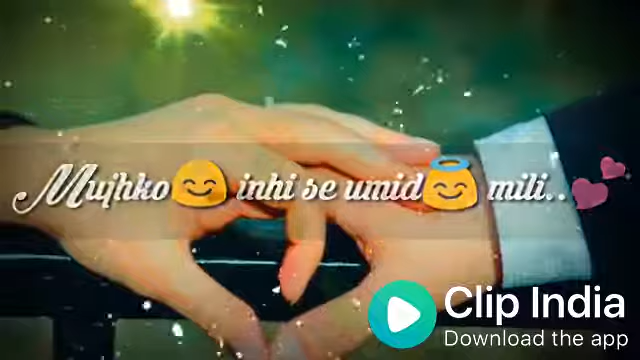 Mujhko😊 inhi se umid😇 mili..💕
Clip India
Download the app